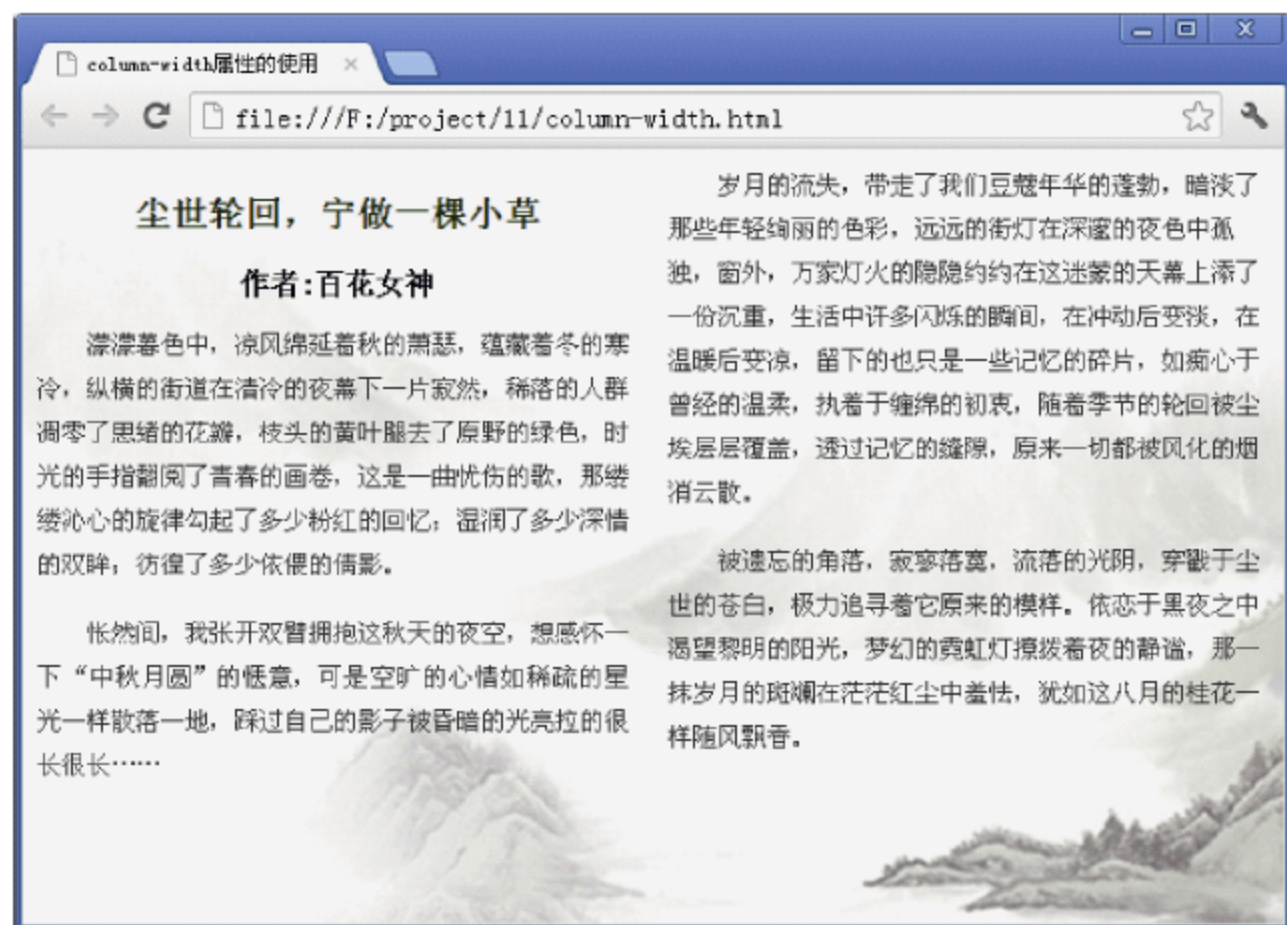 column-width属性的使用
file:///F:/project/11/column-width.html
尘世轮回，宁做一棵小草
作者:百花女神
濛濛暮色中，凉风绵延着秋的萧瑟，蕴藏着冬的寒
冷，纵横的街道在清冷的夜幕下一片寂然，稀落的人群
凋零了思绪的花瓣，枝头的黄叶腿去了原野的绿色，时
光的手指翻阅了青春的画卷，这是一曲忧伤的歌，那缕
缕沁心的旋律勾起了多少粉红的回忆；湿润了多少深情
的双眸；彷徨了多少依偎的倩影。
怅然间，我张开双臂拥抱这秋天的夜空，想感怀一
下“中秋月圆”的惬意，可是空旷的心情如稀疏的星
光一样散落一地，踩过自己的影子被昏暗的光亮拉的很
长很长……
岁月的流失，带走了我们豆蔻年华的蓬勃，暗淡了
那些年轻绚丽的色彩，远远的街灯在深邃的夜色中孤
独，窗外，万家灯火的隐隐约约在这迷蒙的天幕上添了
一份沉重，生活中许多闪烁的瞬间，在冲动后变淡，在
温暖后变凉，留下的也只是一些记忆的碎片，如痴心于
曾经的温柔，执着于缠绵的初衷，随着季节的轮回被尘
埃层层覆盖，透过记忆的缝隙，原来一切都被风化的烟
消云散。
被遗忘的角落，寂寥落寞，流落的光阴，穿戳于尘
世的苍白，极力追寻着它原来的模样。依恋于黑夜之中
渴望黎明的阳光，梦幻的霓虹灯撩拨着夜的静谧，那一
抹岁月的斑斓在茫茫红尘中羞怯，犹如这八月的桂花一
样随风飘香。